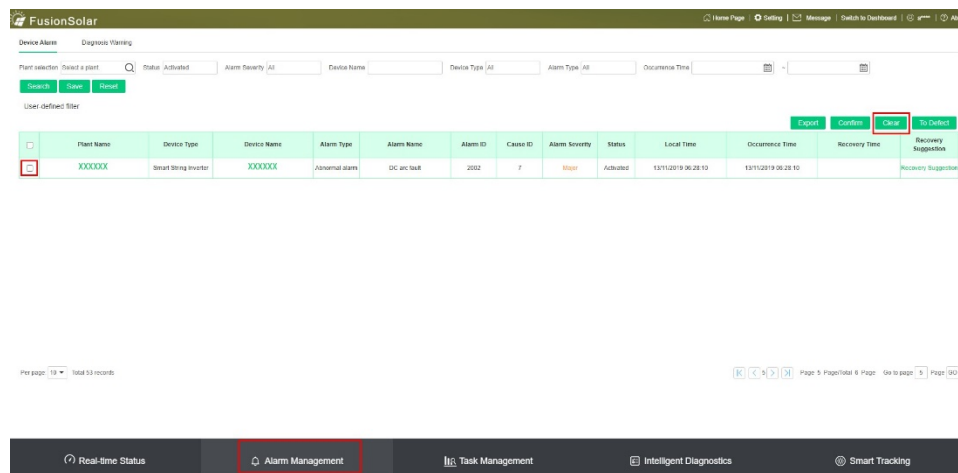 FusionSolar
Home Page | Setting | Message | Switch to Dashboard | a**** | Ab
Device Alarm Diagnosis Warning
Plant selection Select a plant Status Activated Alarm Severity All Device Name Device Type All Alarm Type All Occurrence Time ~
Search Save Reset
User-defined filter
Export Confirm Clear To Defect
Plant Name Device Type Device Name Alarm Type Alarm Name Alarm ID Cause ID Alarm Severity Status Local Time Occurrence Time Recovery Time Recovery Suggestion
XXXXXX Smart String Inverter XXXXXX Abnormal alarm DC arc fault 2002 7 Major Activated 13/11/2019 06:28:10 13/11/2019 06:28:10 Recovery Suggestion
Per page 10 Total 53 records
5 Page 5 Page/Total 6 Page Go to page 5 Page GO
Real-time Status Alarm Management Task Management Intelligent Diagnostics Smart Tracking